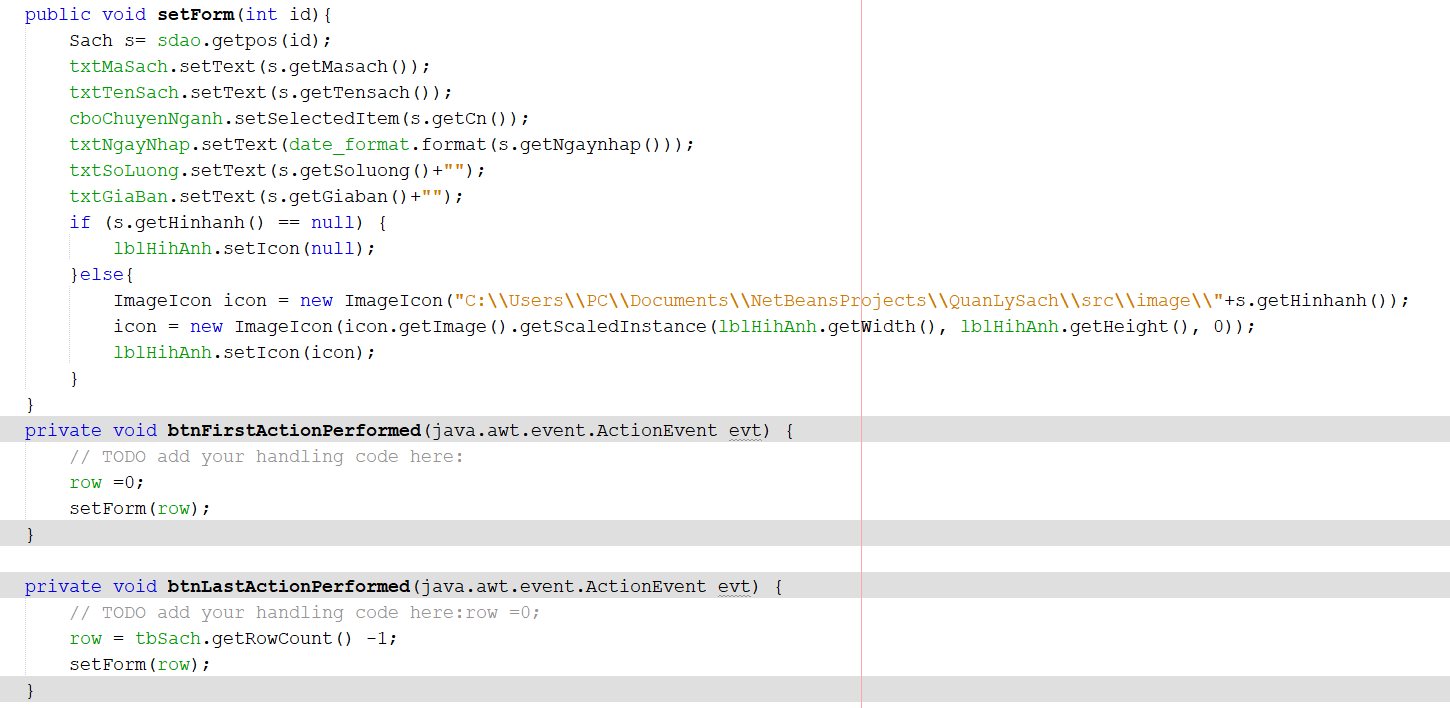 public void setForm(int id){
Sach s= sdao.getpos(id);
txtMaSach.setText(s.getMasach());
txtTenSach.setText(s.getTensach());
cboChuyenNganh.setSelectedItem(s.getCn());
txtNgayNhap.setText(date_format.format(s.getNgaynhap()));
txtSoLuong.setText(s.getSoluong()+"");
txtGiaBan.setText(s.getGiaban()+"");
if (s.getHinhanh() == null) {
lblHihAnh.setIcon(null);
}else{
ImageIcon icon = new ImageIcon("C:\\Users\\PC\\Documents\\NetBeansProjects\\QuanLySach\\src\\image\\"+s.getHinhanh());
icon = new ImageIcon(icon.getImage().getScaledInstance(lblHihAnh.getWidth(), lblHihAnh.getHeight(), 0));
lblHihAnh.setIcon(icon);
}
}
private void btnFirstActionPerformed(java.awt.event.ActionEvent evt) {
// TODO add your handling code here:
row =0;
setForm(row);
}
private void btnLastActionPerformed(java.awt.event.ActionEvent evt) {
// TODO add your handling code here:row =0;
row = tbSach.getRowCount() -1;
setForm(row);
}